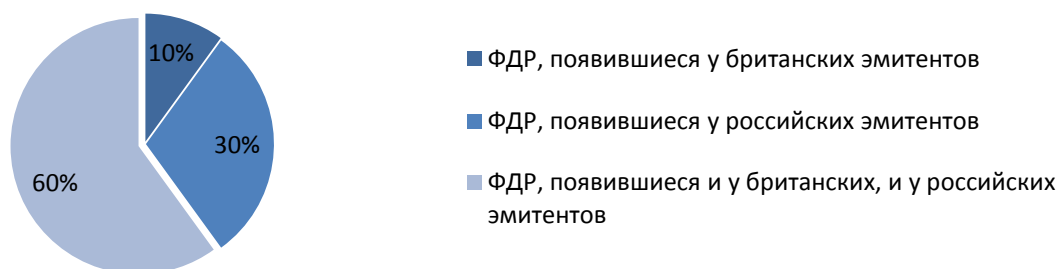 10%
30%
60%
ФДР, появившиеся у британских эмитентов
ФДР, появившиеся у российских эмитентов
ФДР, появившиеся и у британских, и у российских
эмитентов